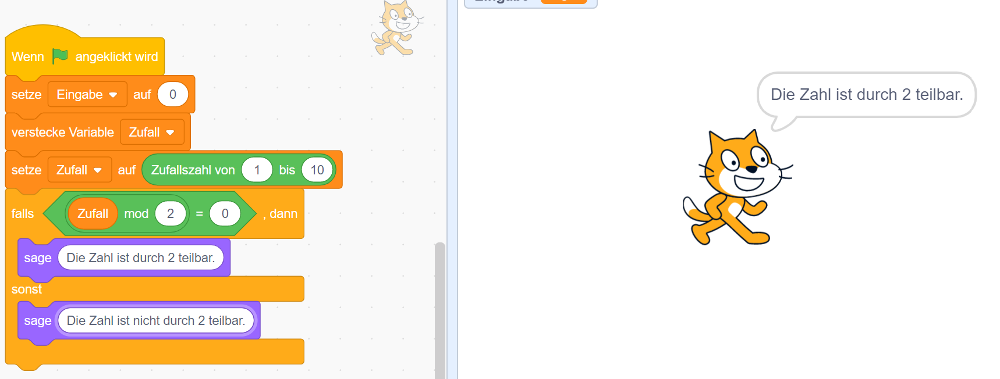 Wenn angeklickt wird
setze Eingabe auf 0
verstecke Variable Zufall
setze Zufall auf Zufallszahl von 1 bis 10
falls Zufall mod 2 = 0 , dann
sage Die Zahl ist durch 2 teilbar.
sonst
sage Die Zahl ist nicht durch 2 teilbar.
Die Zahl ist durch 2 teilbar.